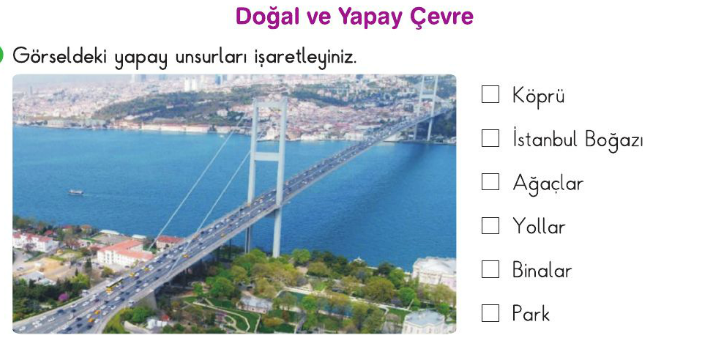 Doğal ve Yapay Çevre
Görseldeki yapay unsurları işaretleyiniz.
Köprü
İstanbul Boğazı
Ağaçlar
Yollar
Binalar
Park